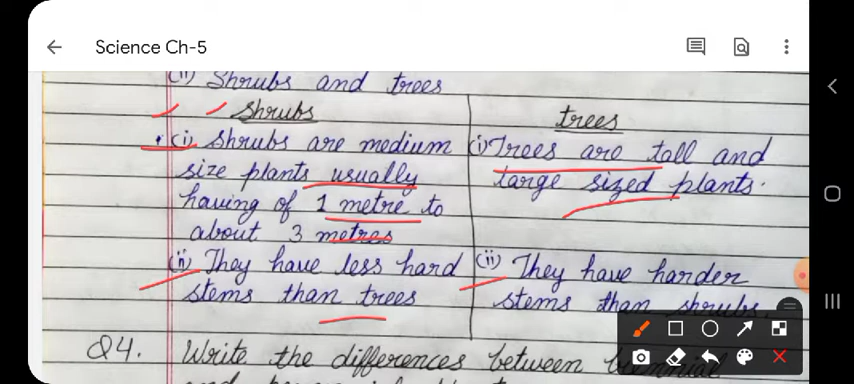 Science Ch-5
(ii) Shrubs and trees
Shrubs
trees
(i) Shrubs are medium
size plants usually
having of 1 metre to
about 3 metres
(i) Trees are tall and
large sized plants.
(ii) They have less hard
stems than trees
(ii) They have harder
stems than shrubs.
Q4. Write the differences between biennial